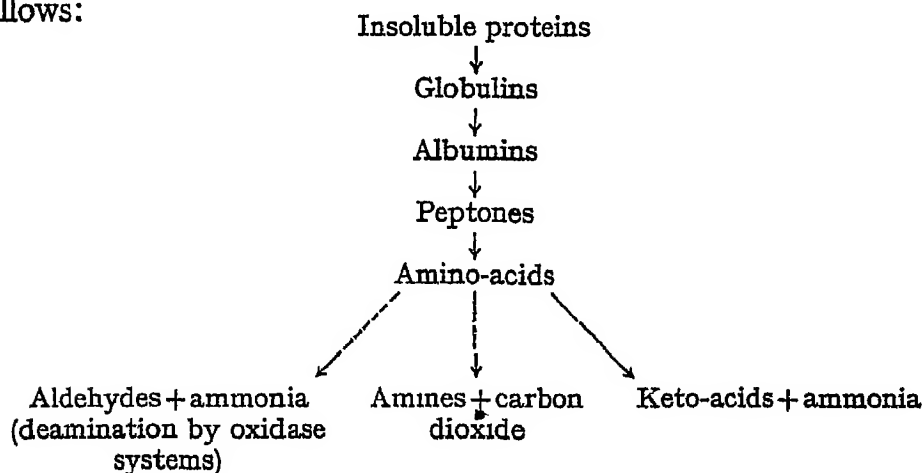 llows:
Insoluble proteins
Globulins
Albumins
Peptones
Amino-acids
Aldehydes+ammonia
(deamination by oxidase
systems)
Amines+carbon
dioxide
Keto-acids+ammonia